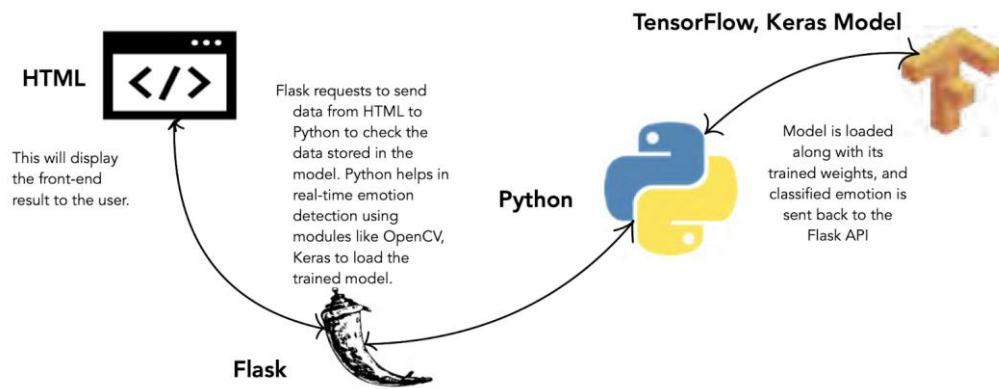 TensorFlow, Keras Model
HTML
</>
Flask requests to send
data from HTML to
Python to check the
data stored in the
model. Python helps in
real-time emotion
detection using
modules like OpenCV,
Keras to load the
trained model.
This will display
the front-end
result to the user.
Python
Model is loaded
along with its
trained weights, and
classified emotion is
sent back to the
Flask API
Flask